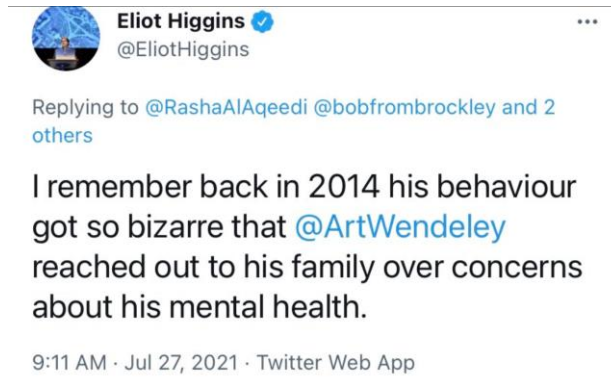 Eliot Higgins
@EliotHiggins
Replying to @RashaAlAqeedi @bobfrombrockley and 2
others
I remember back in 2014 his behaviour
got so bizarre that @ArtWendeley
reached out to his family over concerns
about his mental health.
9:11 AM · Jul 27, 2021 · Twitter Web App